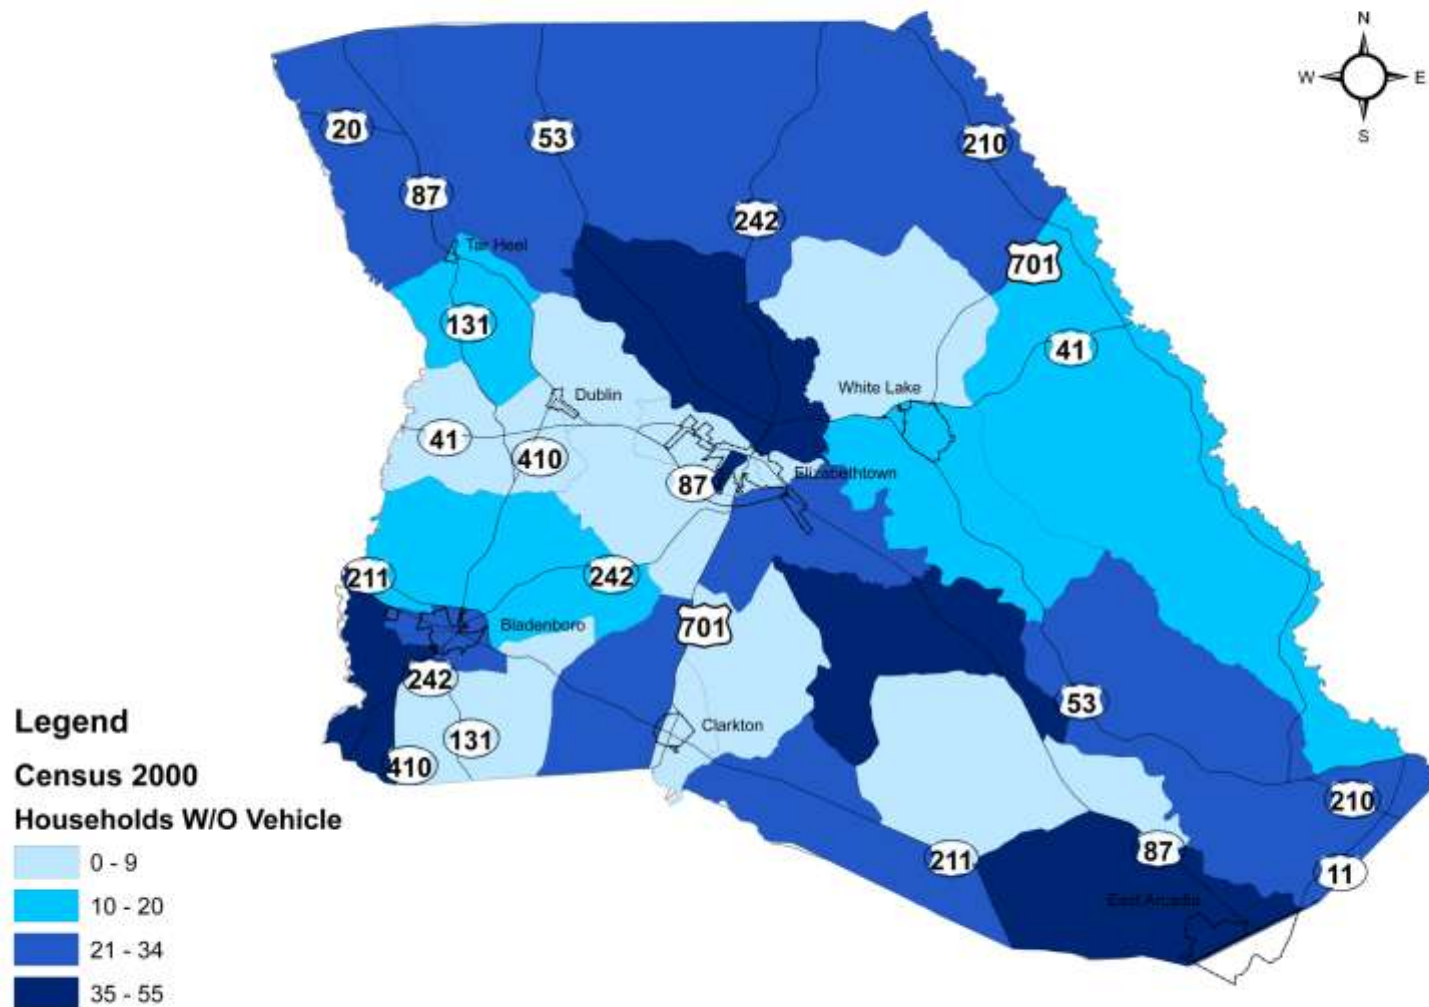 N
W E
S
20
53
210
87
242
Tar Heel
701
131
41
White Lake
Dublin
41
410
87
Elizabethtown
211
242
Bladenboro
701
242
53
Clarkton
131
410
210
211
87
11
East Arcadia
Legend
Census 2000
Households W/O Vehicle
0 - 9
10 - 20
21 - 34
35 - 55